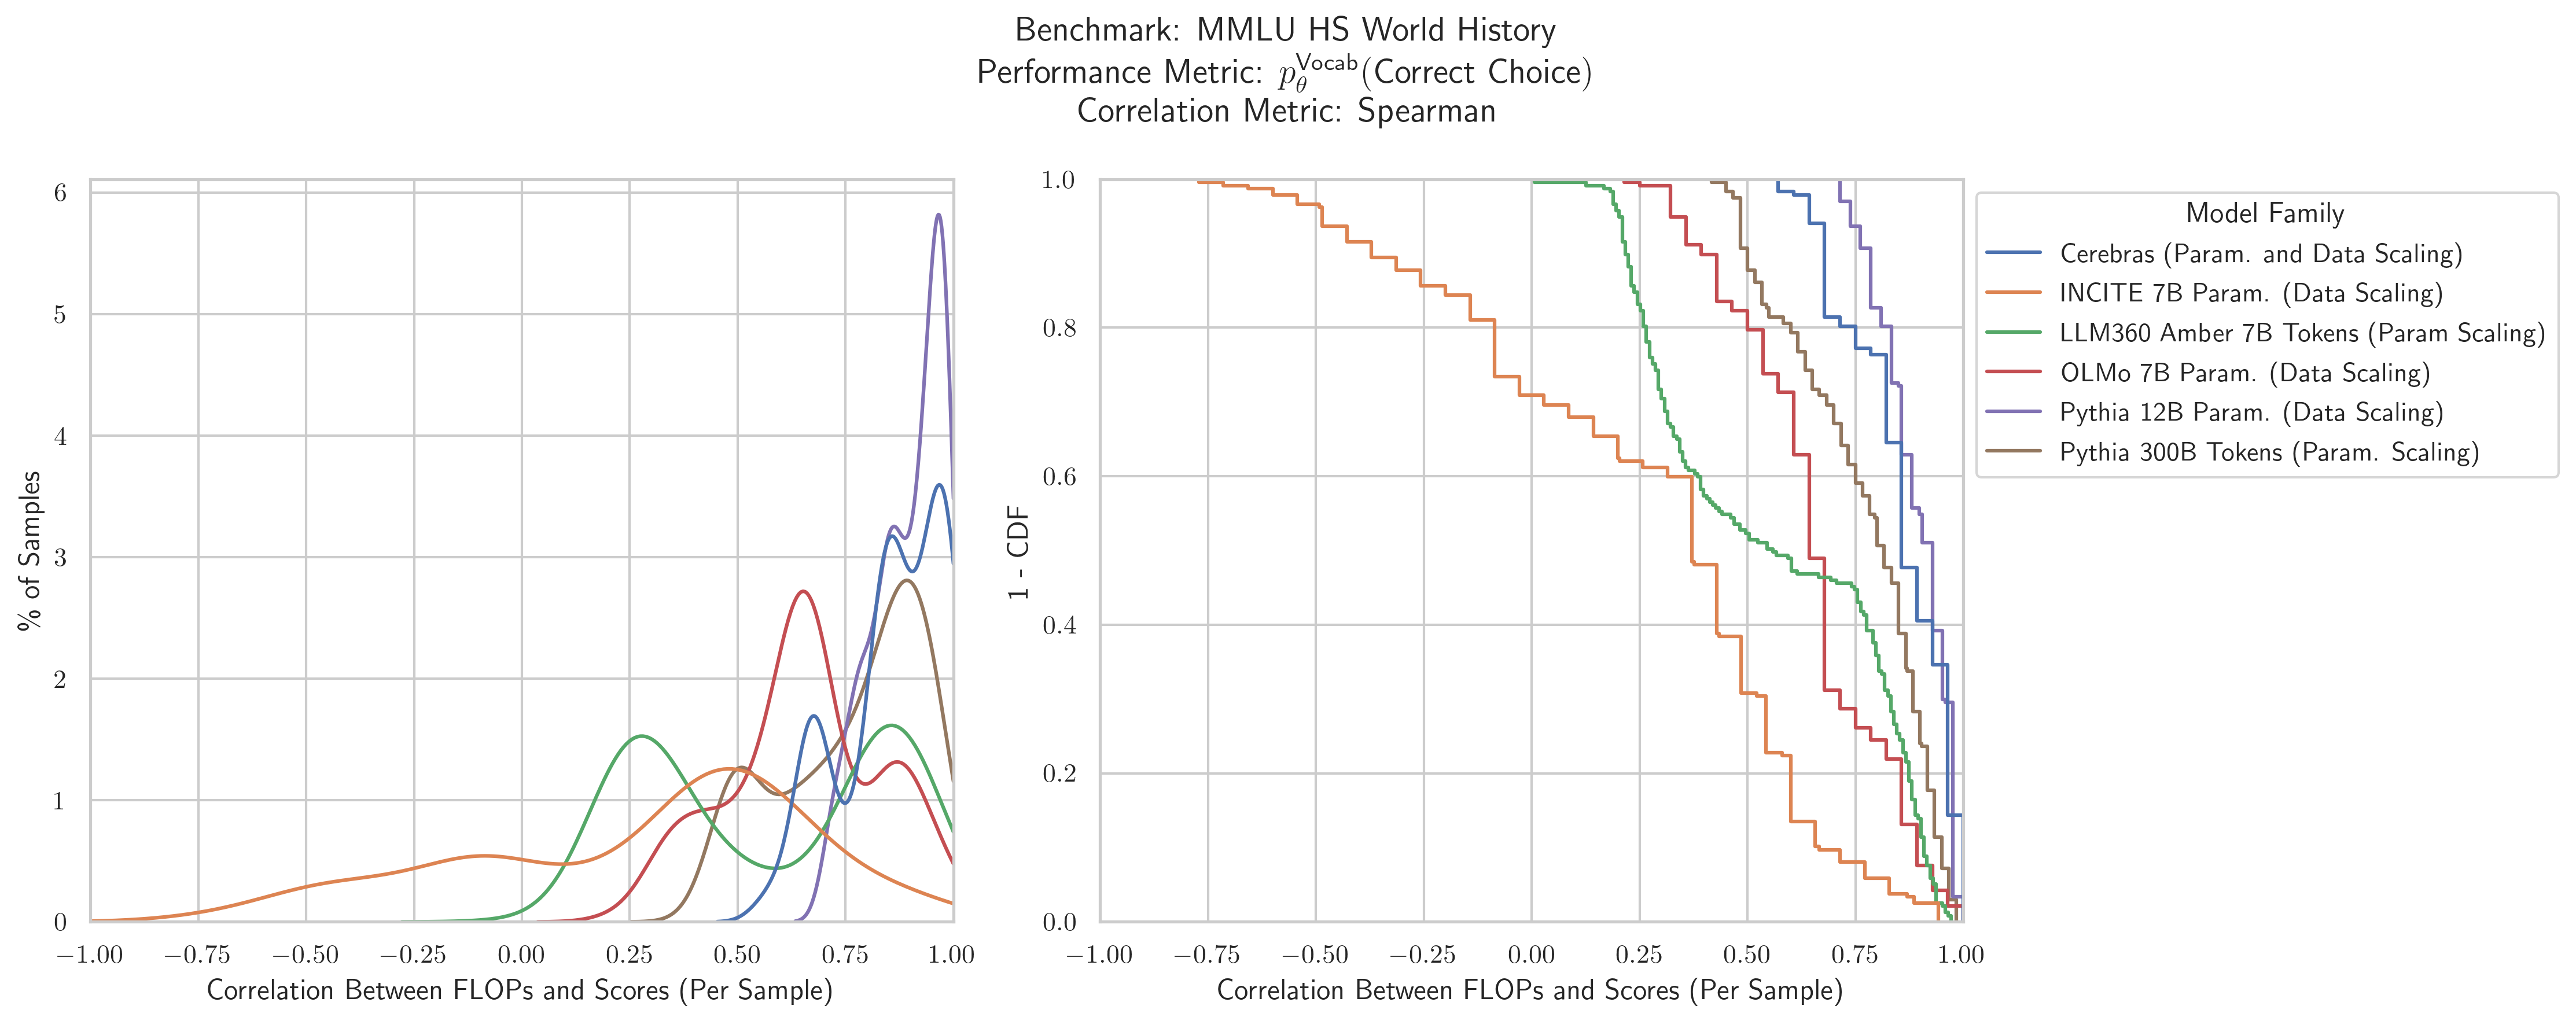 Benchmark: MMLU HS World History
Performance Metric: $p_\theta^{\text{Vocab}}$(Correct Choice)
Correlation Metric: Spearman
6
5
4
3
2
1
0
% of Samples
−1.00 −0.75 −0.50 −0.25 0.00 0.25 0.50 0.75 1.00
Correlation Between FLOPs and Scores (Per Sample)
1.0
0.8
0.6
0.4
0.2
0.0
1 - CDF
−1.00 −0.75 −0.50 −0.25 0.00 0.25 0.50 0.75 1.00
Correlation Between FLOPs and Scores (Per Sample)
Model Family
Cerebras (Param. and Data Scaling)
INCITE 7B Param. (Data Scaling)
LLM360 Amber 7B Tokens (Param Scaling)
OLMo 7B Param. (Data Scaling)
Pythia 12B Param. (Data Scaling)
Pythia 300B Tokens (Param. Scaling)